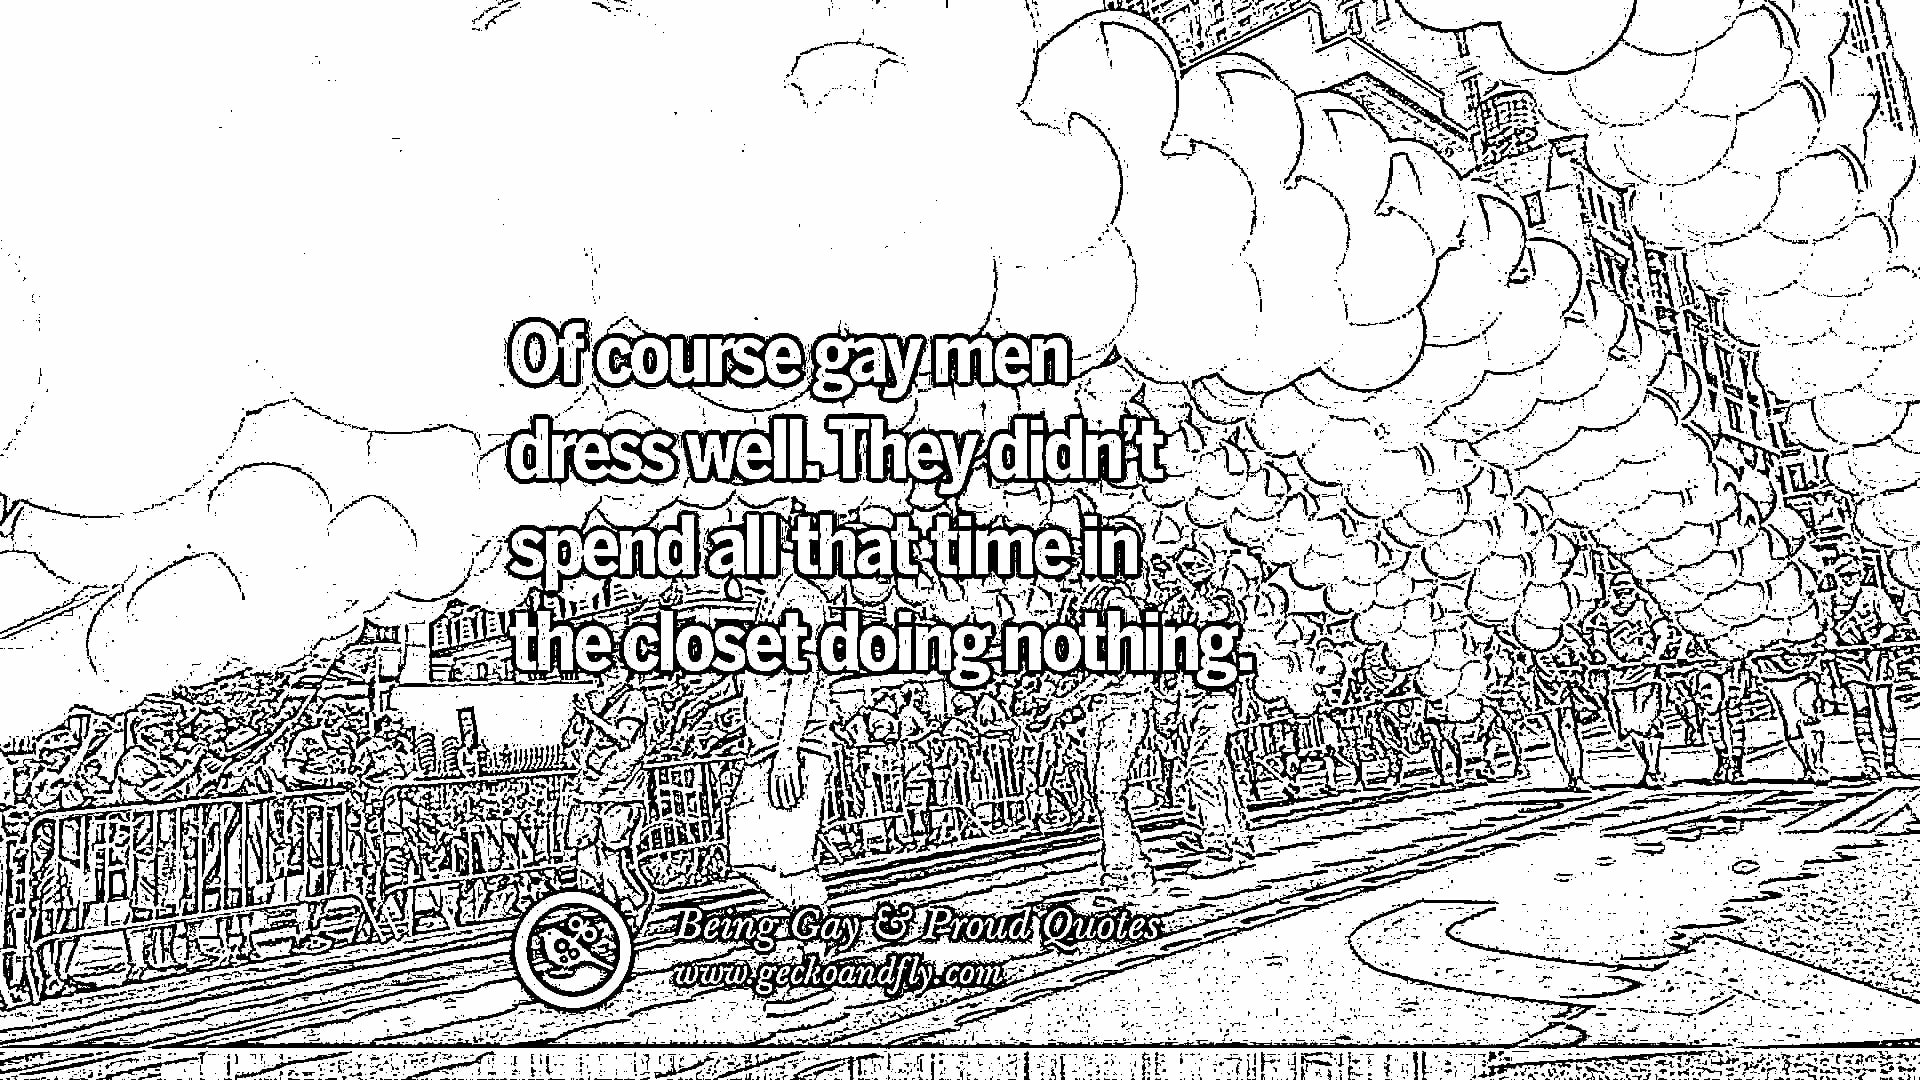 Of course gay men
dress well. They didn't
spend all that time in
the closet doing nothing.
Being Gay & Proud Quotes
www.geckoandfly.com